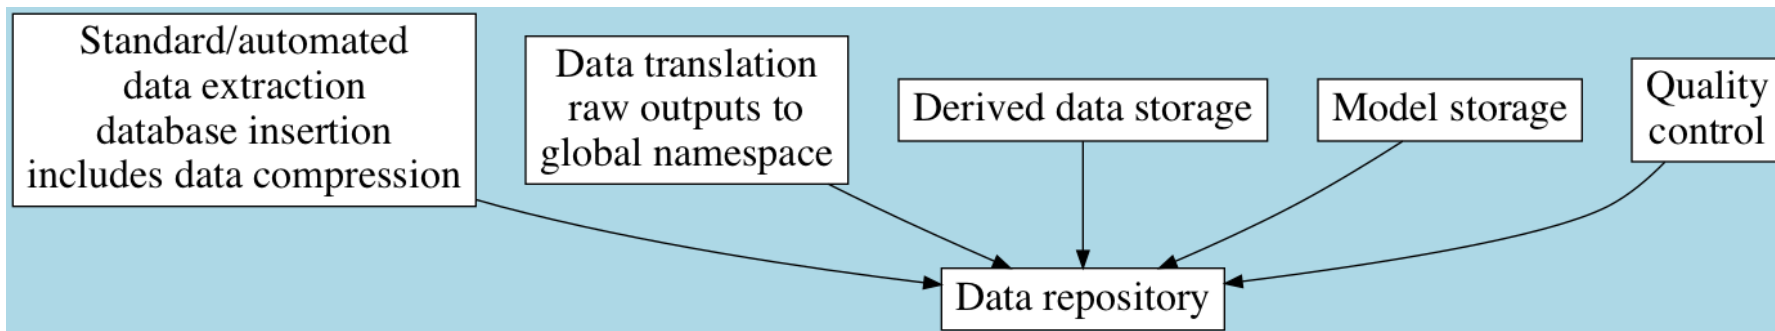 Standard/automated
data extraction
database insertion
includes data compression
Data translation
raw outputs to
global namespace
Derived data storage
Model storage
Quality
control
Data repository